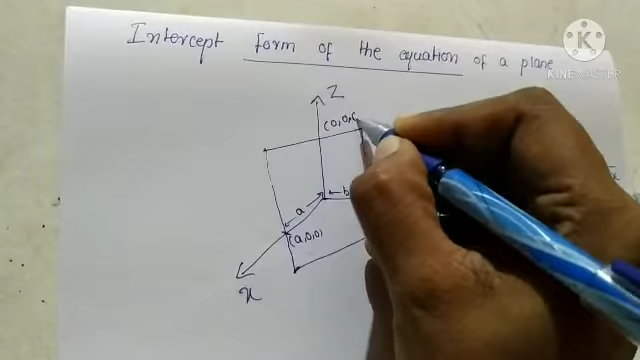 Intercept form of the equation of a plane
KINEMASTER
Z
(0,0,c
a
b
(a,0,0)
x